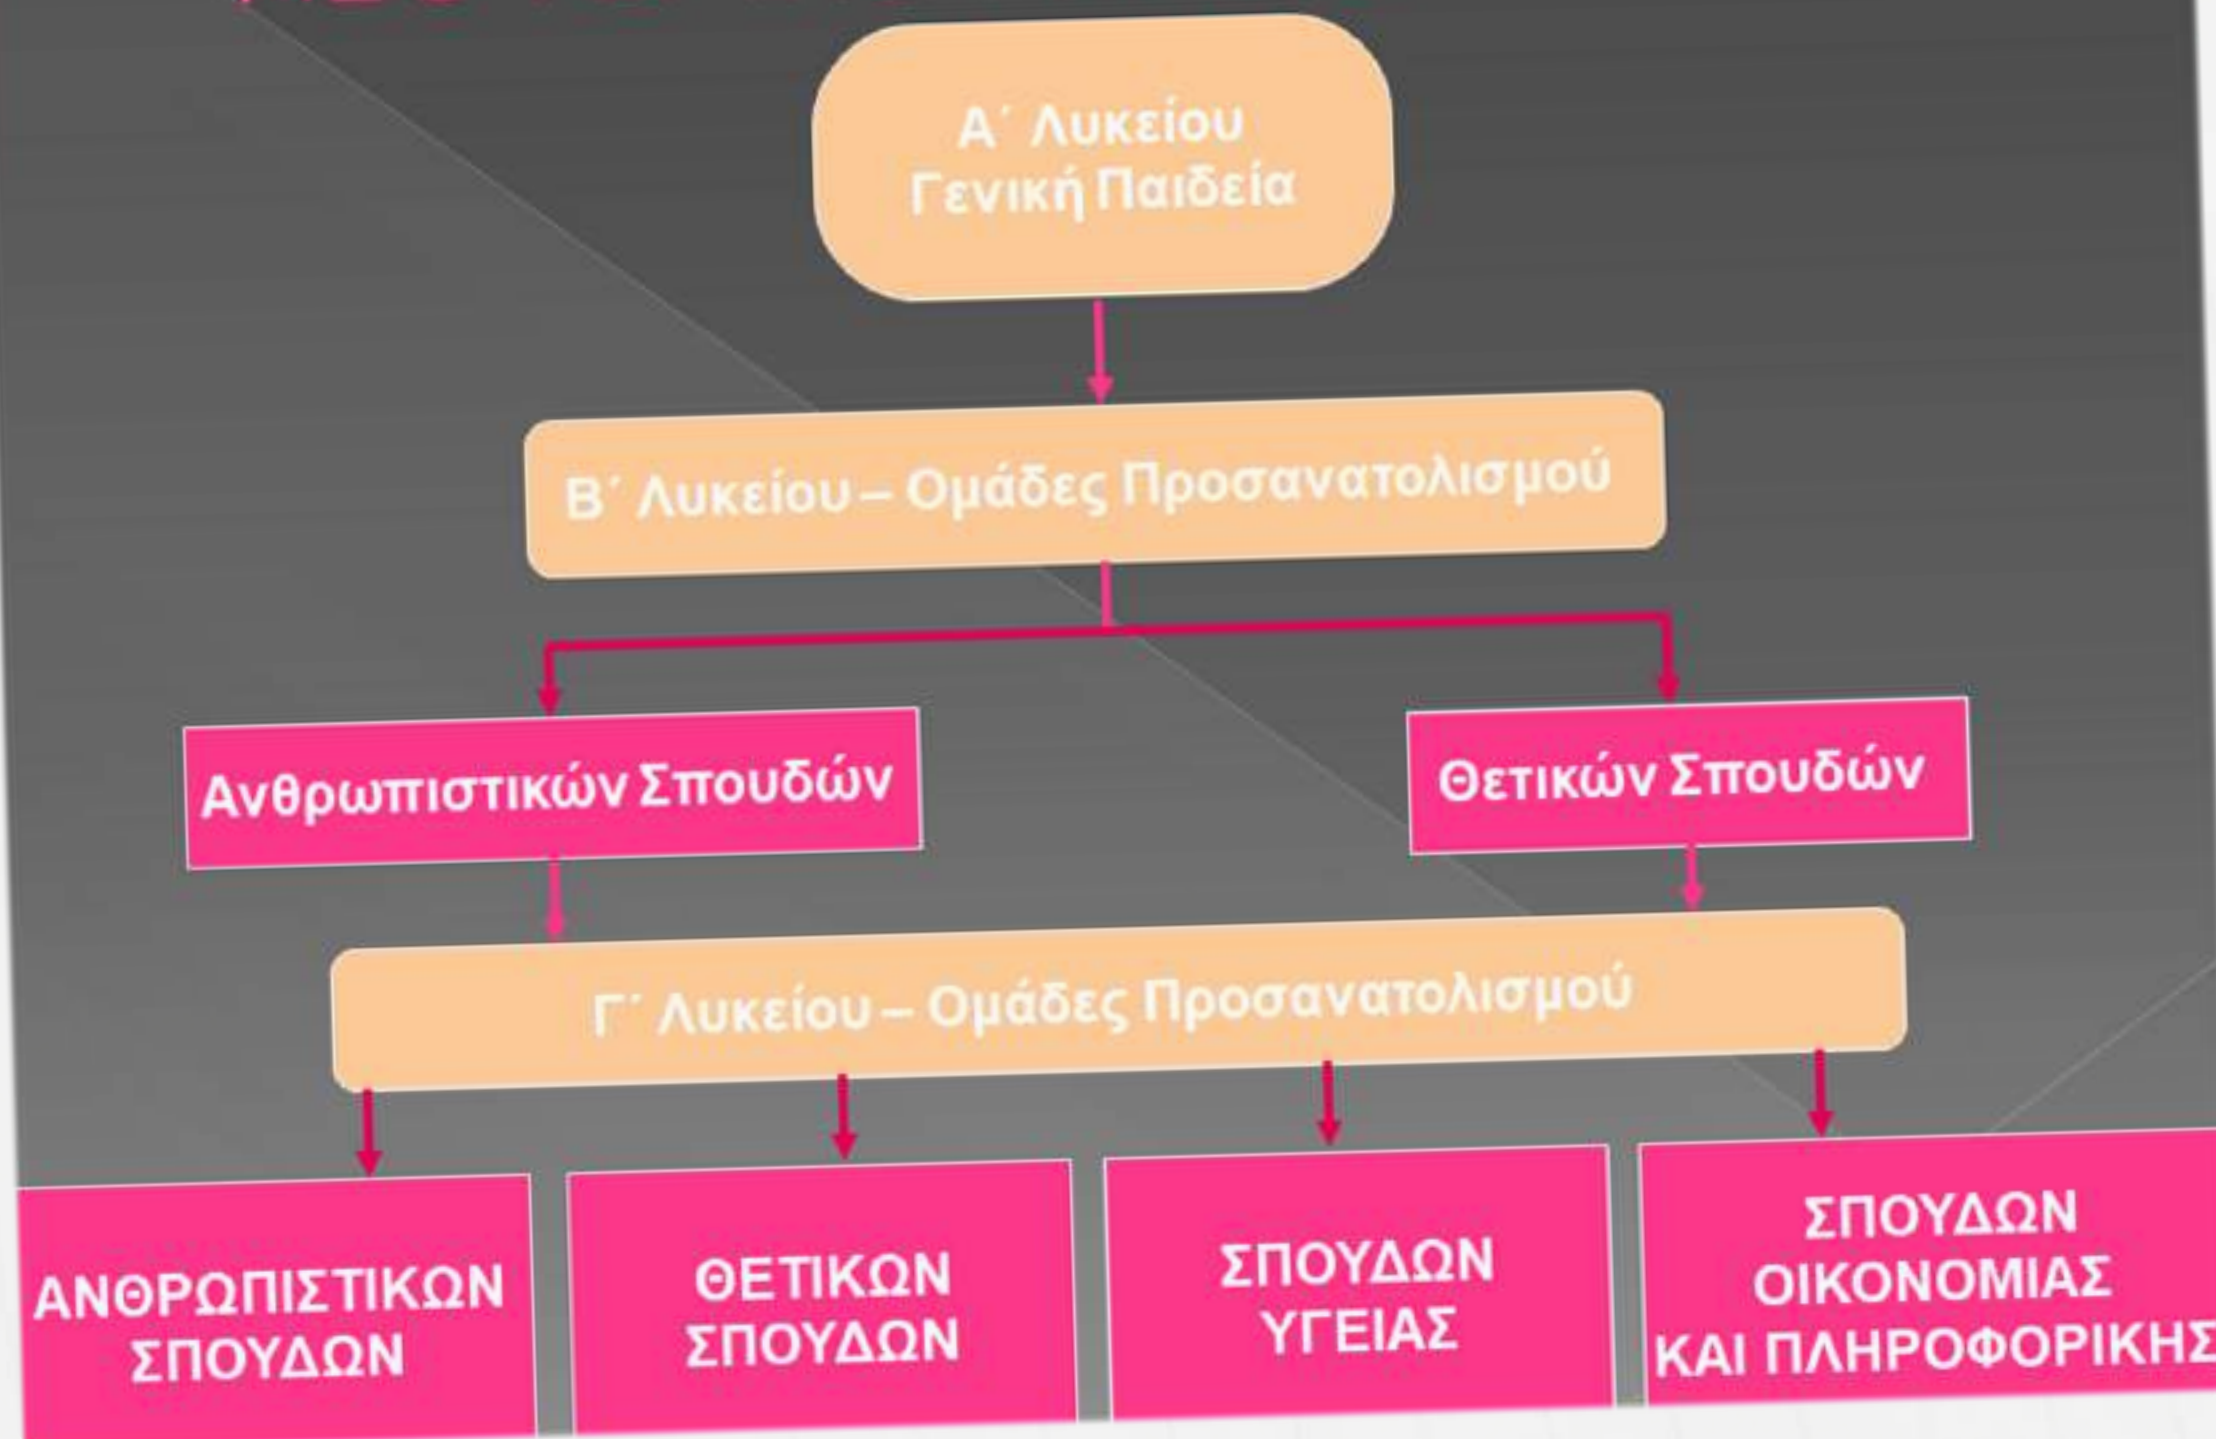 Α΄ Λυκείου
Γενική Παιδεία
Β΄ Λυκείου – Ομάδες Προσανατολισμού
Ανθρωπιστικών Σπουδών
Θετικών Σπουδών
Γ΄ Λυκείου – Ομάδες Προσανατολισμού
ΑΝΘΡΩΠΙΣΤΙΚΩΝ
ΣΠΟΥΔΩΝ
ΘΕΤΙΚΩΝ
ΣΠΟΥΔΩΝ
ΣΠΟΥΔΩΝ
ΥΓΕΙΑΣ
ΣΠΟΥΔΩΝ
ΟΙΚΟΝΟΜΙΑΣ
ΚΑΙ ΠΛΗΡΟΦΟΡΙΚΗΣ